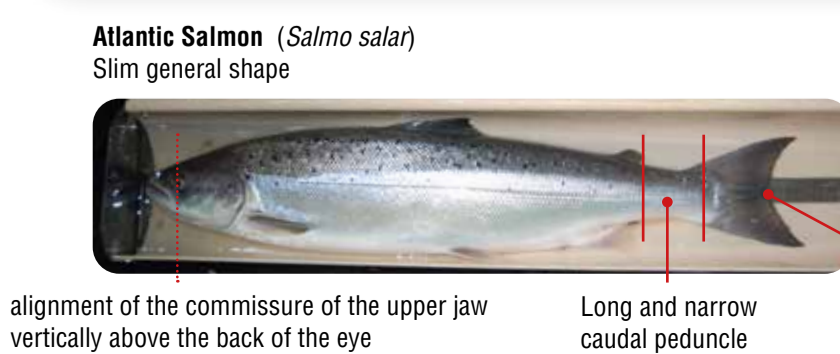 Atlantic Salmon (Salmo salar)
Slim general shape
alignment of the commissure of the upper jaw
vertically above the back of the eye
Long and narrow
caudal peduncle